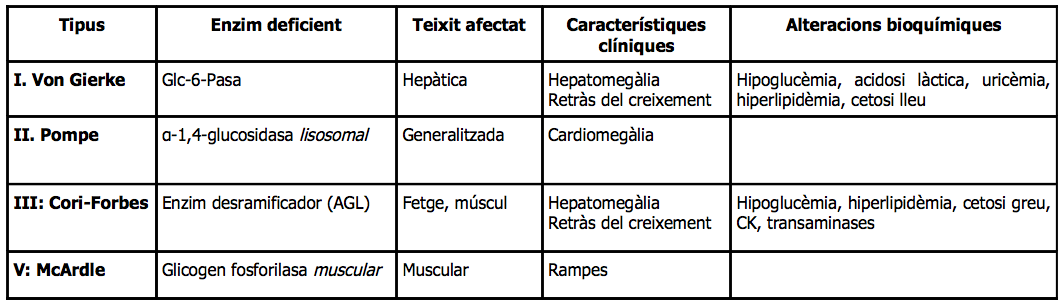 Tipus Enzim deficient Teixit afectat Característiques clíniques Alteracions bioquímiques
I. Von Gierke Glc-6-Pasa Hepàtica Hepatomegàlia Hipoglucèmia, acidosi làctica, uricèmia,
Retràs del creixement hiperlipidèmia, cetosi lleu
II. Pompe α-1,4-glucosidasa lisosomal Generalitzada Cardiomegàlia
III: Cori-Forbes Enzim desramificador (AGL) Fetge, múscul Hepatomegàlia Hipoglucèmia, hiperlipidèmia, cetosi greu,
Retràs del creixement CK, transaminases
V: McArdle Glicogen fosforilasa muscular Muscular Rampes